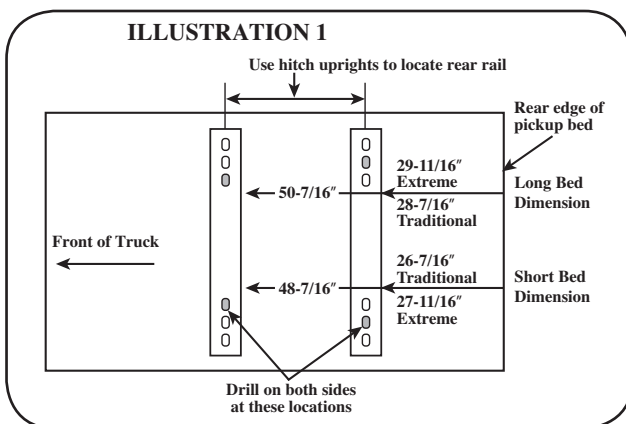 ILLUSTRATION 1
Use hitch uprights to locate rear rail
Rear edge of
pickup bed
29-11/16″
Extreme
50-7/16″
28-7/16″
Traditional
Long Bed
Dimension
Front of Truck
26-7/16″
Traditional
48-7/16″
27-11/16″
Extreme
Short Bed
Dimension
Drill on both sides
at these locations